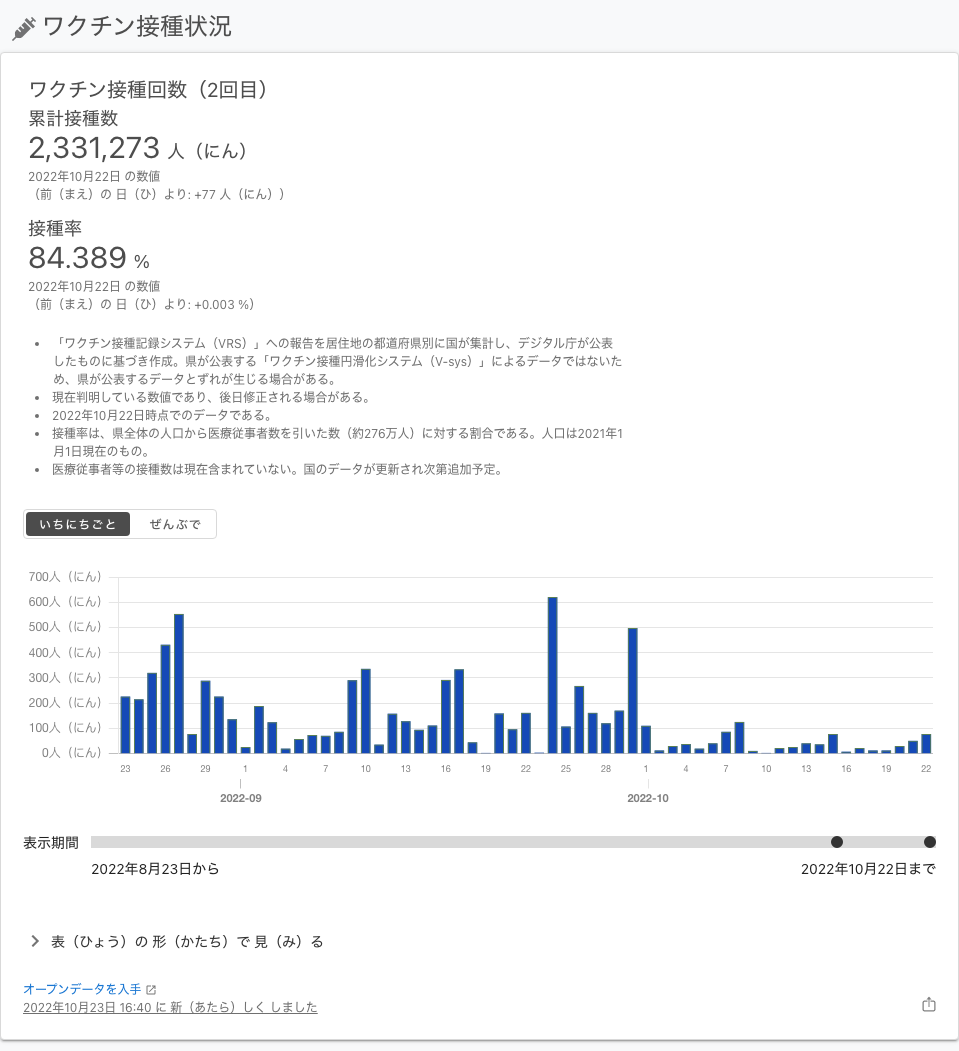 ワクチン接種状況
ワクチン接種回数（2回目）
累計接種数
2,331,273 人（にん）
2022年10月22日 の数値
（前（まえ）の 日（ひ）より: +77 人（にん））
接種率
84.389 %
2022年10月22日 の数値
（前（まえ）の 日（ひ）より: +0.003 %）
• 「ワクチン接種記録システム（VRS）」への報告を居住地の都道府県別に国が集計し、デジタル庁が公表
したものに基づき作成。県が公表する「ワクチン接種円滑化システム（V-sys）」によるデータではないた
め、県が公表するデータとずれが生じる場合がある。
• 現在判明している数値であり、後日修正される場合がある。
• 2022年10月22日時点でのデータである。
• 接種率は、県全体の人口から医療従事者数を引いた数（約276万人）に対する割合である。人口は2021年1
月1日現在のもの。
• 医療従事者等の接種数は現在含まれていない。国のデータが更新され次第追加予定。
いちにちごと ぜんぶで
700人（にん）
600人（にん）
500人（にん）
400人（にん）
300人（にん）
200人（にん）
100人（にん）
0人（にん）
23 26 29 1 4 7 10 13 16 19 22 25 28 1 4 7 10 13 16 19 22
2022-09 2022-10
表示期間
2022年8月23日から 2022年10月22日まで
表（ひょう）の 形（かたち）で 見（み）る
オープンデータを入手
2022年10月23日 16:40 に 新（あたら）しく しました